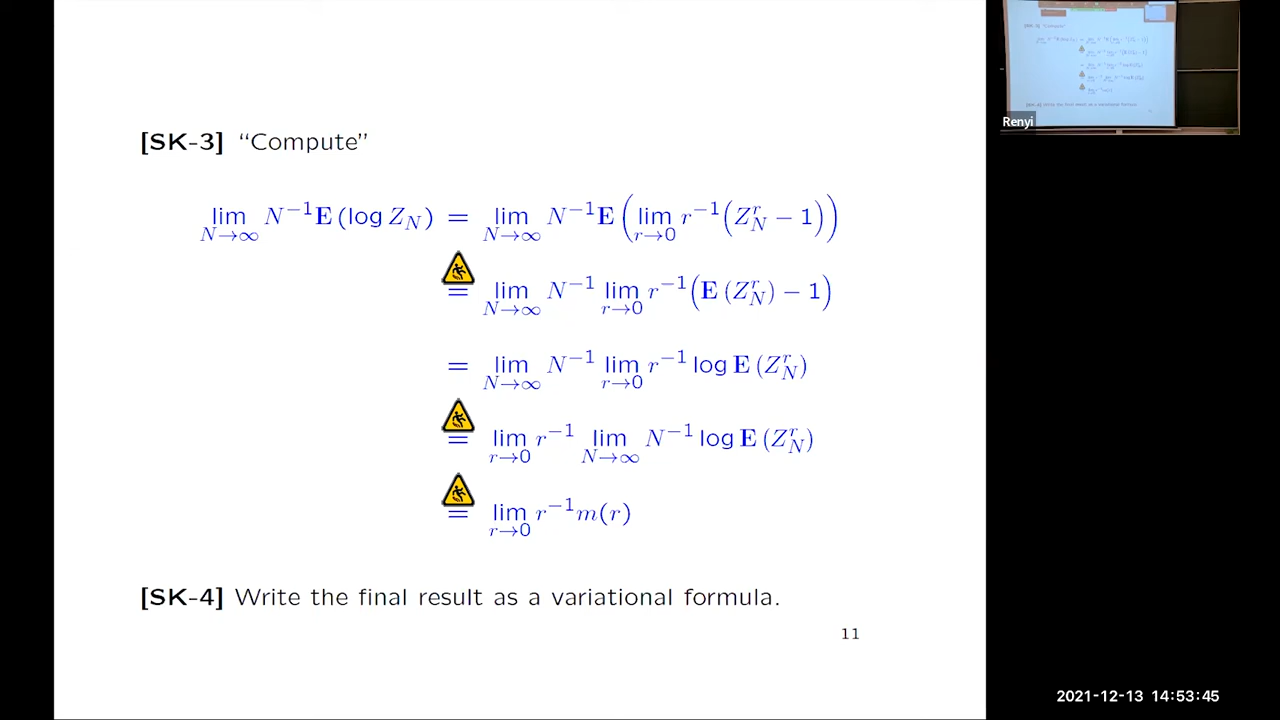 [SK-3] “Compute”
lim_{N→∞} N^{-1} E (log Z_N) = lim_{N→∞} N^{-1} E ( lim_{r→0} r^{-1} ( Z_N^r − 1 ) )
= lim_{N→∞} N^{-1} lim_{r→0} r^{-1} ( E (Z_N^r) − 1 )
= lim_{N→∞} N^{-1} lim_{r→0} r^{-1} log E (Z_N^r)
= lim_{r→0} r^{-1} lim_{N→∞} N^{-1} log E (Z_N^r)
= lim_{r→0} r^{-1} m(r)
[SK-4] Write the final result as a variational formula.
11
Renyi
2021-12-13 14:53:45